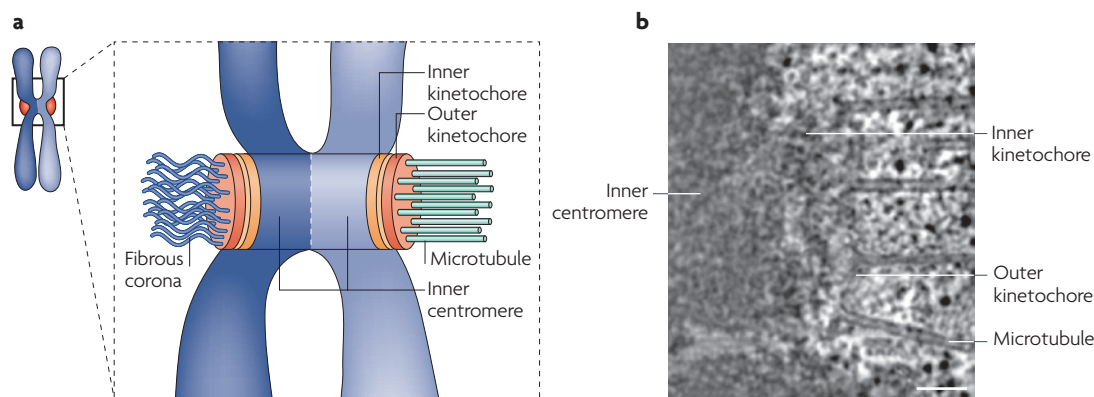 a
Inner
kinetochore
Outer
kinetochore
Fibrous
corona
Microtubule
Inner
centromere
b
Inner
kinetochore
Inner
centromere
Outer
kinetochore
Microtubule